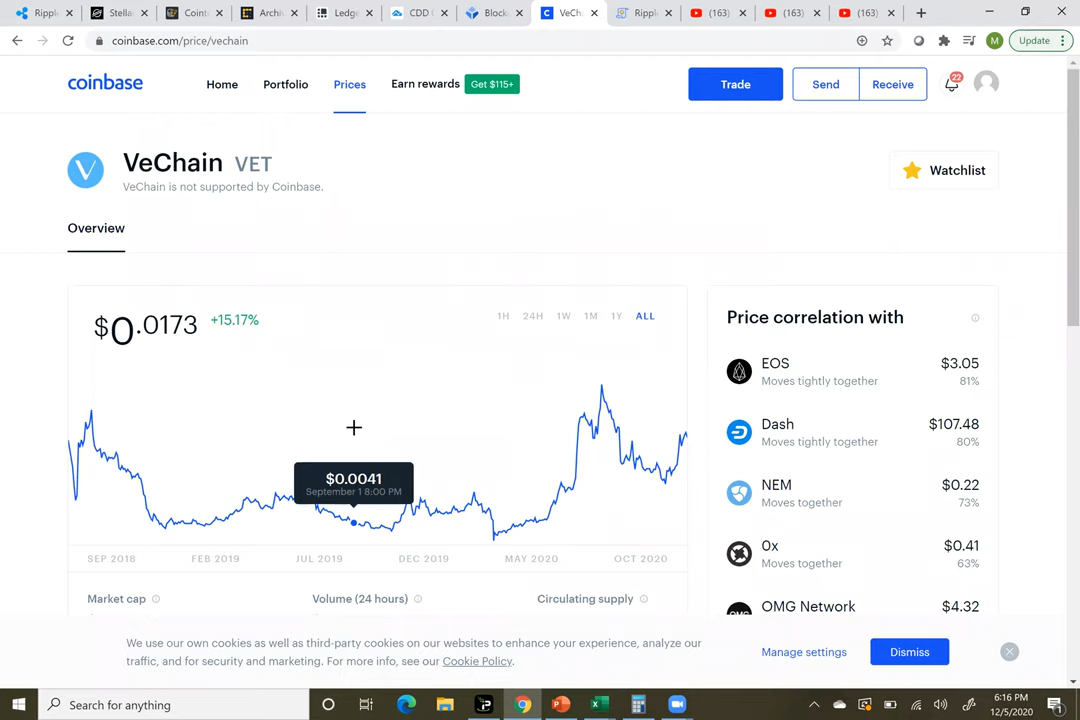 Rippl
Stella
Coint
Archiv
Ledge
CDD
Block
VeCh
Rippl
(163)
(163)
(163)
coinbase.com/price/vechain
M
Update
coinbase
Home
Portfolio
Prices
Earn rewards
Get $115+
Trade
Send
Receive
22
VeChain VET
VeChain is not supported by Coinbase.
Watchlist
Overview
$0.0173 +15.17%
1H 24H 1W 1M 1Y ALL
$0.0041
September 1 8:00 PM
SEP 2018 FEB 2019 JUL 2019 DEC 2019 MAY 2020 OCT 2020
Market cap
Volume (24 hours)
Circulating supply
Price correlation with
EOS $3.05
Moves tightly together 81%
Dash $107.48
Moves tightly together 80%
NEM $0.22
Moves together 73%
0x $0.41
Moves together 63%
OMG Network $4.32
We use our own cookies as well as third-party cookies on our websites to enhance your experience, analyze our
traffic, and for security and marketing. For more info, see our Cookie Policy.
Manage settings
Dismiss
Search for anything
6:16 PM
12/5/2020